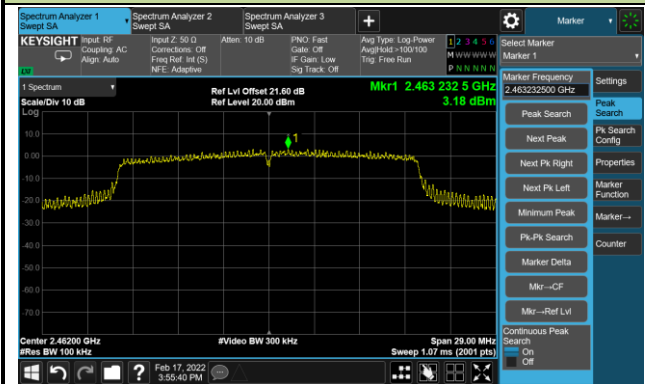 Spectrum Analyzer 1
Swept SA
Spectrum Analyzer 2
Swept SA
Spectrum Analyzer 3
Swept SA
+
Marker
KEYSIGHT
Input: RF
Coupling: AC
Align: Auto
Input Z: 50 Ω
Corrections: Off
Freq Ref: Int (S)
NFE: Adaptive
Atten: 10 dB
PNO: Fast
Gate: Off
IF Gain: Low
Sig Track: Off
Avg Type: Log-Power
Avg|Hold:>100/100
Trig: Free Run
1 2 3 4 5 6
M W W W W W
P N N N N N
Select Marker
Marker 1
1 Spectrum
Scale/Div 10 dB
Log
Ref Lvl Offset 21.60 dB
Ref Level 20.00 dBm
Mkr1 2.463 232 5 GHz
3.18 dBm
1
10.0
0.00
-10.0
-20.0
-30.0
-40.0
-50.0
-60.0
-70.0
Center 2.46200 GHz
#Res BW 100 kHz
#Video BW 300 kHz
Span 29.00 MHz
Sweep 1.07 ms (2001 pts)
Marker Frequency
2.463232500 GHz
Peak Search
Next Peak
Next Pk Right
Next Pk Left
Minimum Peak
Pk-Pk Search
Marker Delta
Mkr→CF
Mkr→Ref Lvl
Continuous Peak
Search
On
Off
Settings
Peak
Search
Pk Search
Config
Properties
Marker
Function
Marker→
Counter
?
Feb 17, 2022
3:55:40 PM